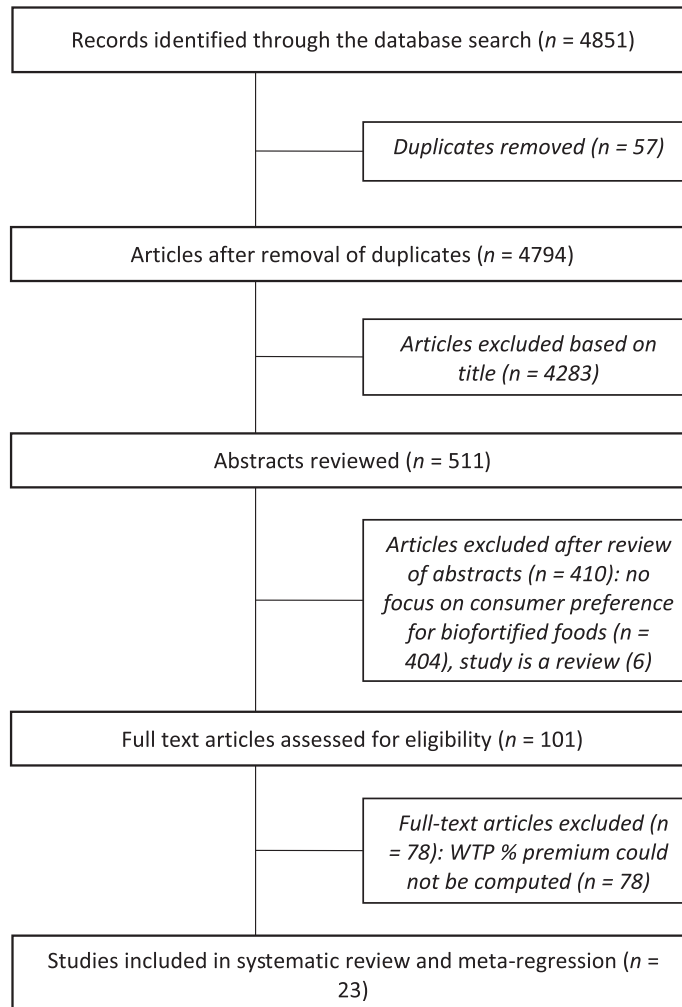 Records identified through the database search (n = 4851)
Duplicates removed (n = 57)
Articles after removal of duplicates (n = 4794)
Articles excluded based on
title (n = 4283)
Abstracts reviewed (n = 511)
Articles excluded after review
of abstracts (n = 410): no
focus on consumer preference
for biofortified foods (n =
404), study is a review (6)
Full text articles assessed for eligibility (n = 101)
Full-text articles excluded (n
= 78): WTP % premium could
not be computed (n = 78)
Studies included in systematic review and meta-regression (n =
23)